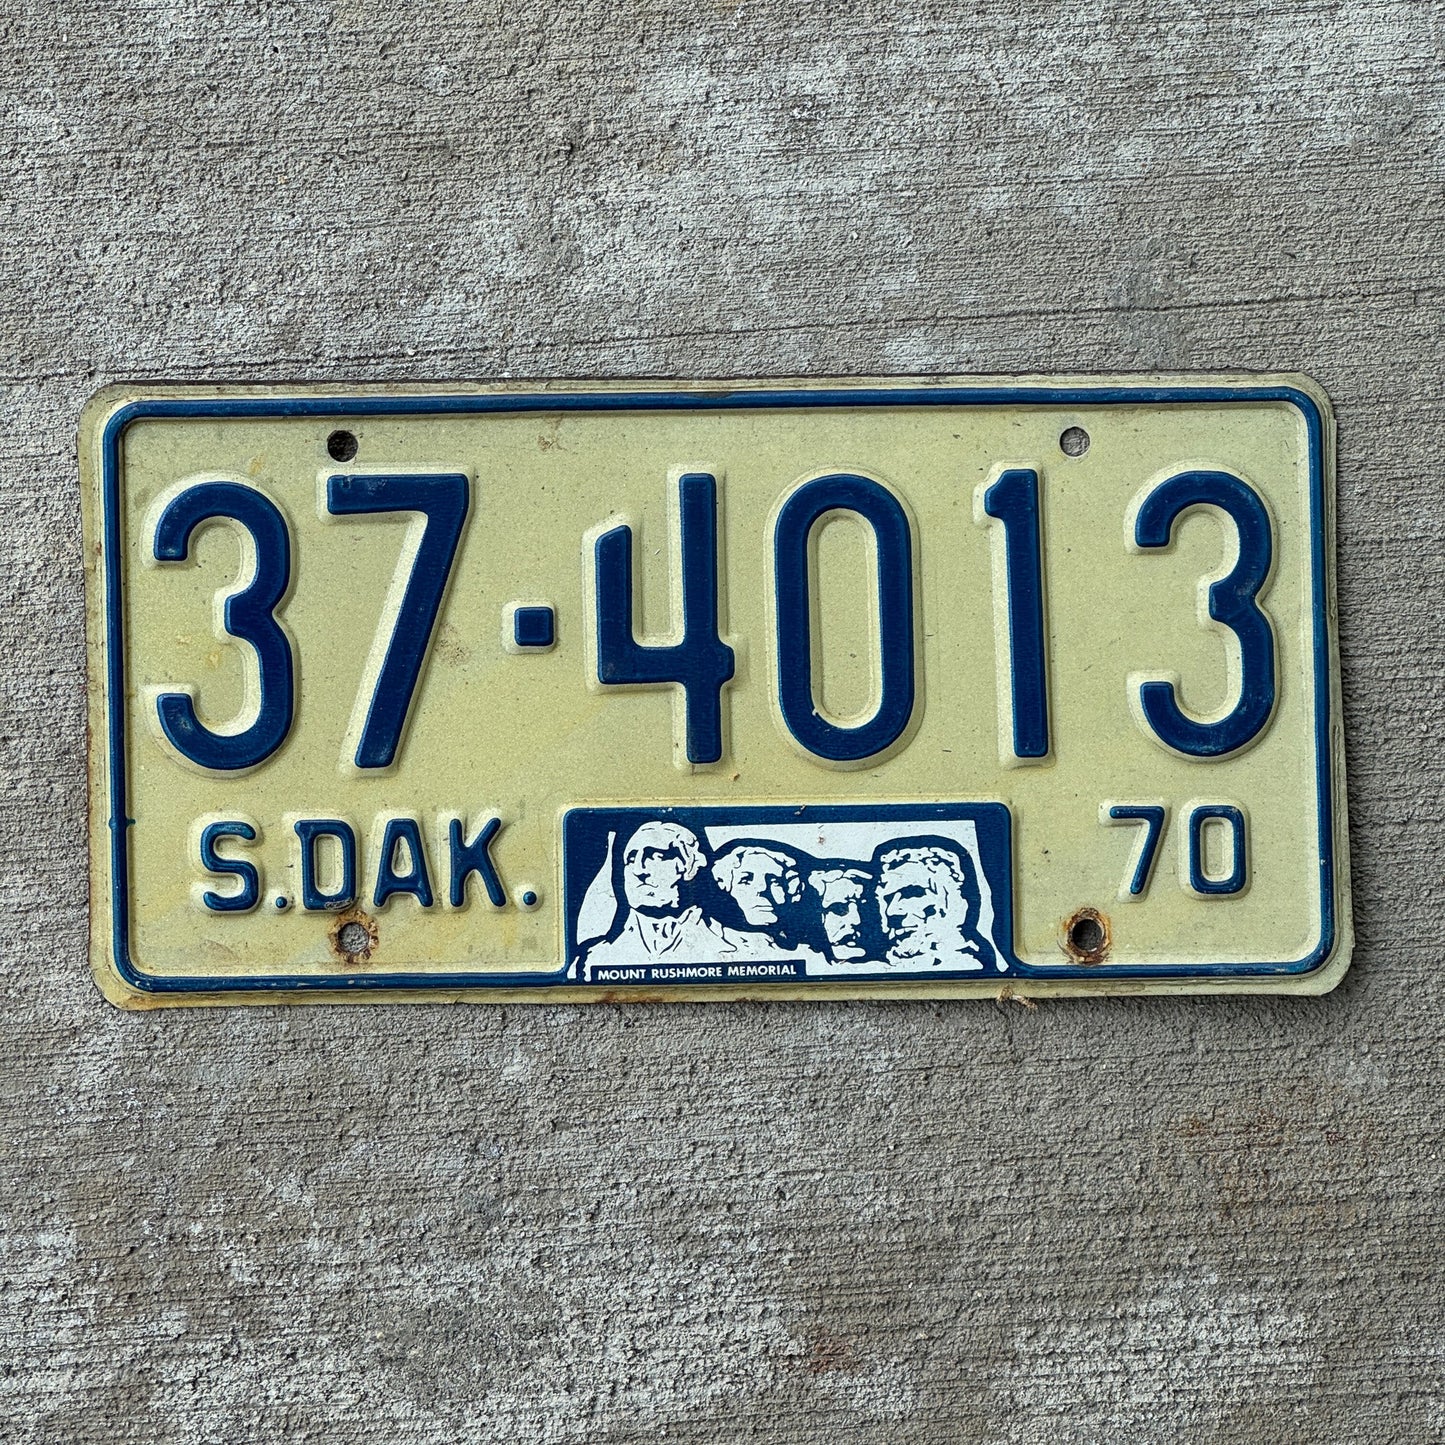 37-4013
S.DAK. 70
MOUNT RUSHMORE MEMORIAL